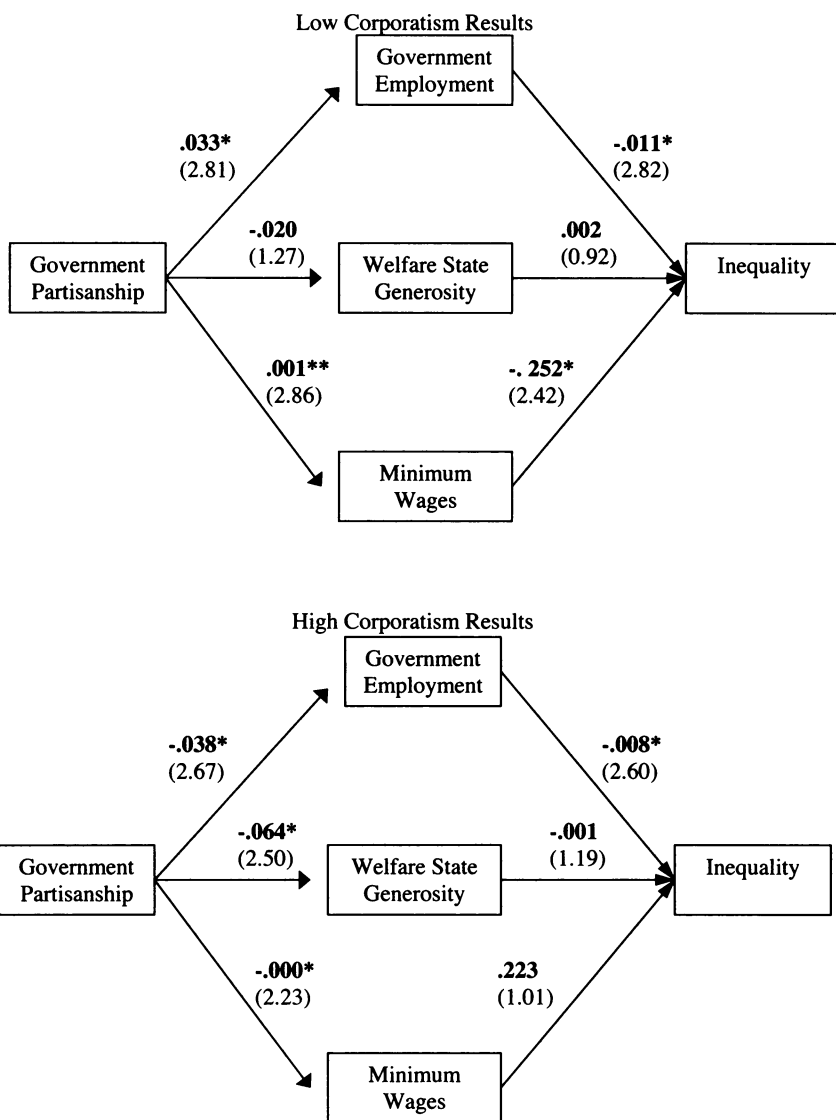 Low Corporatism Results
Government
Employment
.033*
(2.81)
-.011*
(2.82)
-.020
(1.27)
.002
(0.92)
Government
Partisanship
Welfare State
Generosity
Inequality
.001**
(2.86)
-. 252*
(2.42)
Minimum
Wages
High Corporatism Results
Government
Employment
-.038*
(2.67)
-.008*
(2.60)
-.064*
(2.50)
-.001
(1.19)
Government
Partisanship
Welfare State
Generosity
Inequality
-.000*
(2.23)
.223
(1.01)
Minimum
Wages